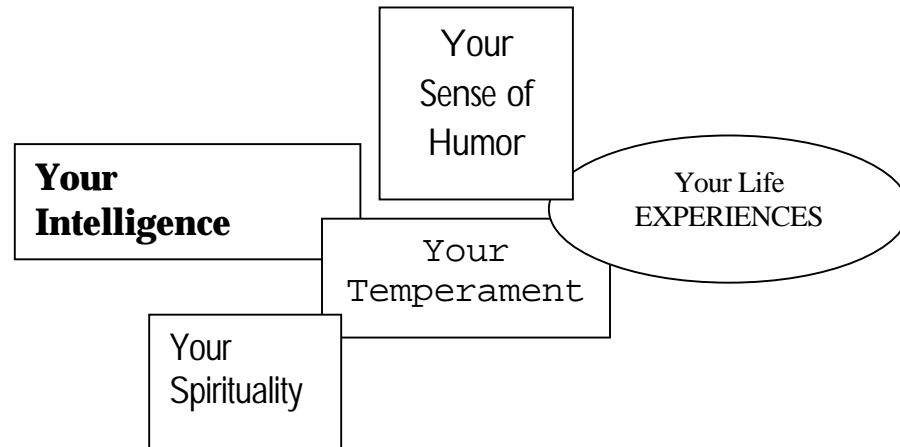 Your
Sense of
Humor
Your
Intelligence
Your Life
EXPERIENCES
Your
Temperament
Your
Spirituality